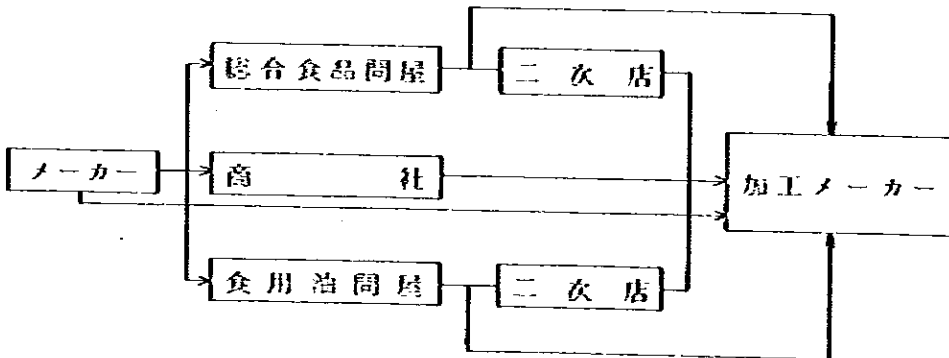 総合食品問屋
二次店
メーカー
商社
加工メーカー
食用油問屋
二次店